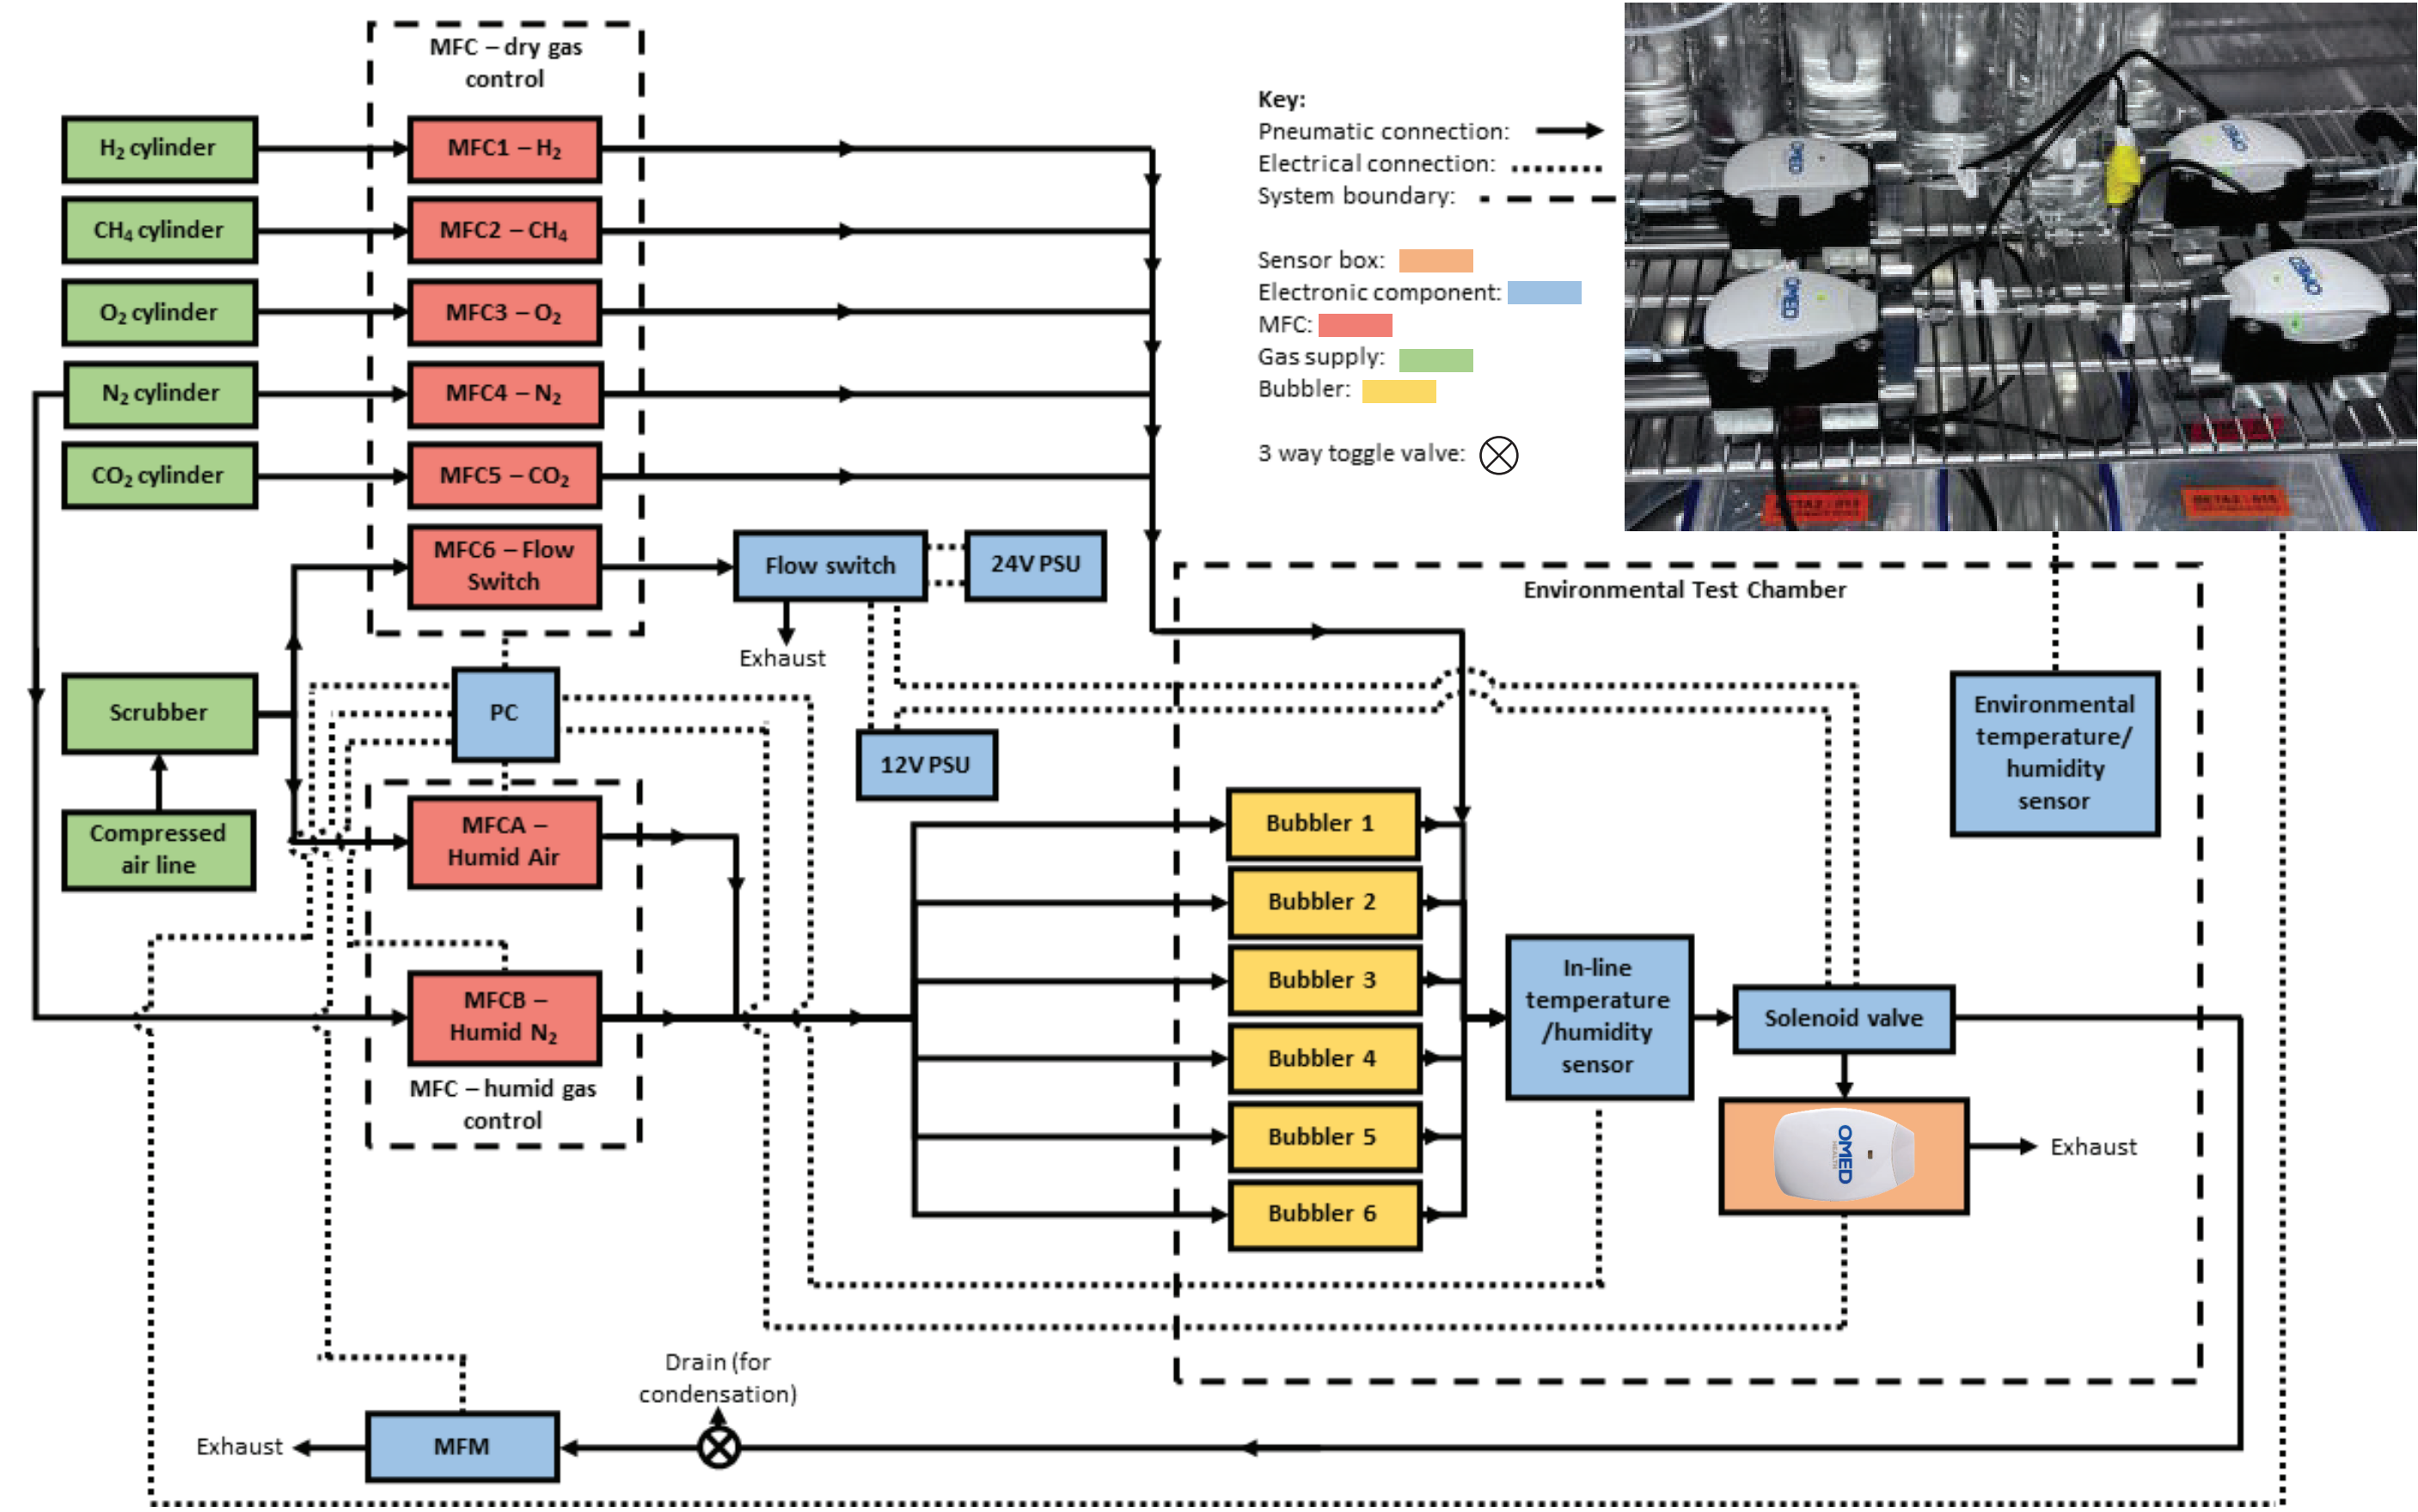 MFC – dry gas
control
H₂ cylinder
MFC1 – H₂
CH₄ cylinder
MFC2 – CH₄
O₂ cylinder
MFC3 – O₂
N₂ cylinder
MFC4 – N₂
CO₂ cylinder
MFC5 – CO₂
MFC6 – Flow
Switch
Flow switch
24V PSU
Exhaust
Key:
Pneumatic connection:
Electrical connection:
System boundary:
Sensor box:
Electronic component:
MFC:
Gas supply:
Bubbler:
3 way toggle valve:
OMED
OMED
OMED
OMED
Scrubber
PC
12V PSU
Compressed
air line
MFCA –
Humid Air
MFCB –
Humid N₂
MFC – humid gas
control
Environmental Test Chamber
Environmental
temperature/
humidity
sensor
Bubbler 1
Bubbler 2
Bubbler 3
Bubbler 4
Bubbler 5
Bubbler 6
In-line
temperature
/humidity
sensor
Solenoid valve
OMED
HEALTH
Exhaust
Drain (for
condensation)
MFM
Exhaust